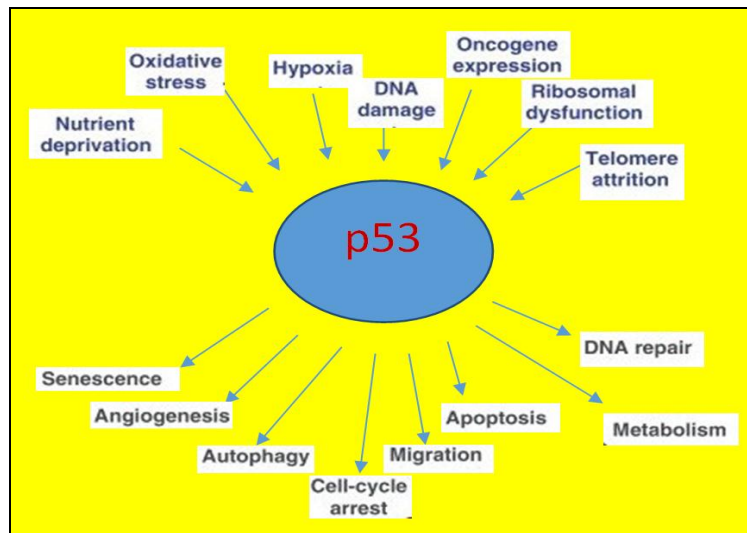 Oxidative
stress
Hypoxia
Oncogene
expression
DNA
damage
Ribosomal
dysfunction
Nutrient
deprivation
Telomere
attrition
p53
DNA repair
Senescence
Angiogenesis
Apoptosis
Metabolism
Autophagy
Migration
Cell-cycle
arrest